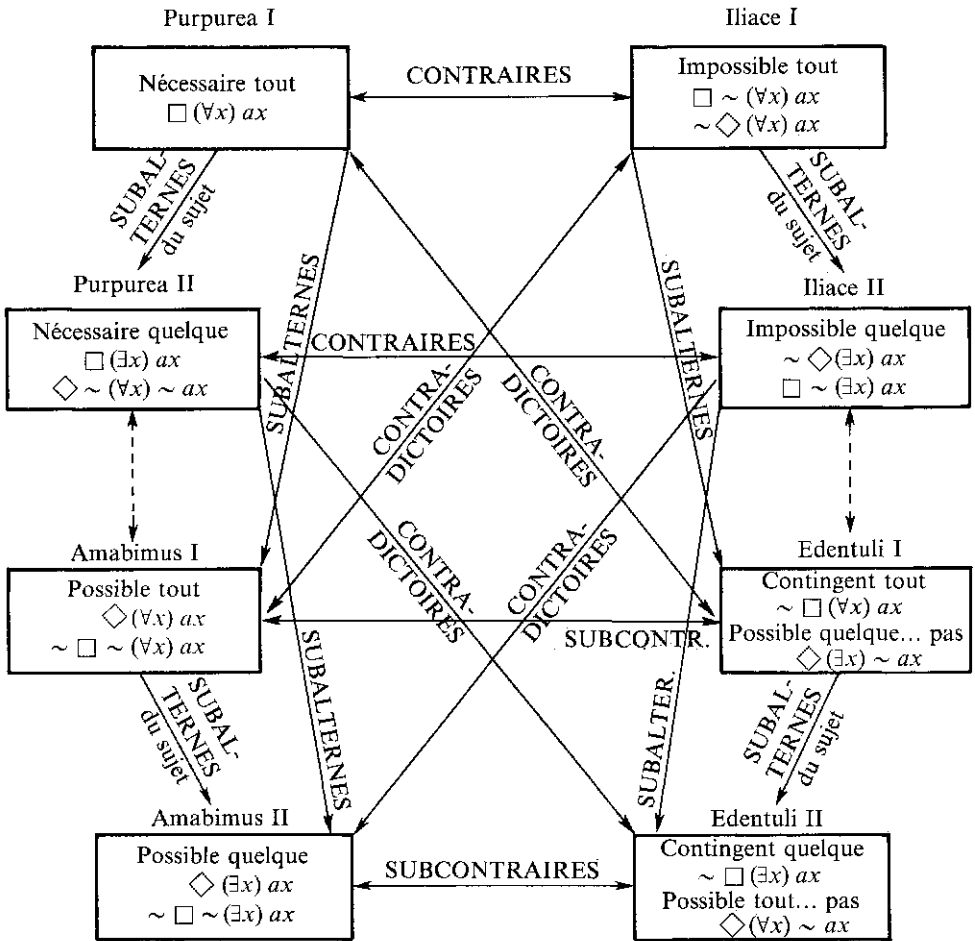 Purpurea I
Iliace I
Nécessaire tout
□ (∀x) ax
CONTRAIRES
Impossible tout
□ ~ (∀x) ax
~ ◇ (∀x) ax
SUBAL-
TERNES
du sujet
SUBAL-
TERNES
du sujet
Purpurea II
Iliace II
SUBALTERNES
SUBALTERNES
Nécessaire quelque
□ (∃x) ax
◇ ~ (∀x) ~ ax
CONTRAIRES
Impossible quelque
~ ◇ (∃x) ax
□ ~ (∃x) ax
CONTRA-
DICTOIRES
CONTRA-
DICTOIRES
CONTRA-
DICTOIRES
CONTRA-
DICTOIRES
Amabimus I
Edentuli I
Possible tout
◇ (∀x) ax
~ □ ~ (∀x) ax
SUBCONTR.
Contingent tout
~ □ (∀x) ax
Possible quelque... pas
◇ (∃x) ~ ax
SUBAL-
TERNES
du sujet
SUBALTERNES
SUBALTER.
SUBAL-
TERNES
du sujet
Amabimus II
Edentuli II
Possible quelque
◇ (∃x) ax
~ □ ~ (∃x) ax
SUBCONTRAIRES
Contingent quelque
~ □ (∃x) ax
Possible tout... pas
◇ (∀x) ~ ax